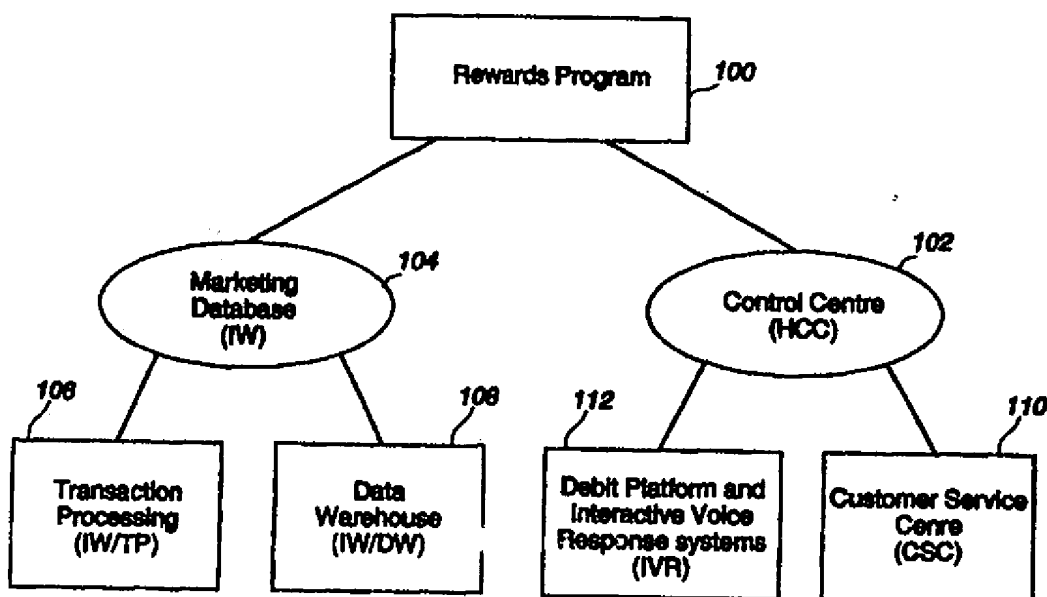 Rewards Program
100
104
Marketing
Database
(IW)
102
Control Centre
(HCC)
106
Transaction
Processing
(IW/TP)
108
Data
Warehouse
(IW/DW)
112
Debit Platform and
Interactive Voice
Response systems
(IVR)
110
Customer Service
Cenre
(CSC)